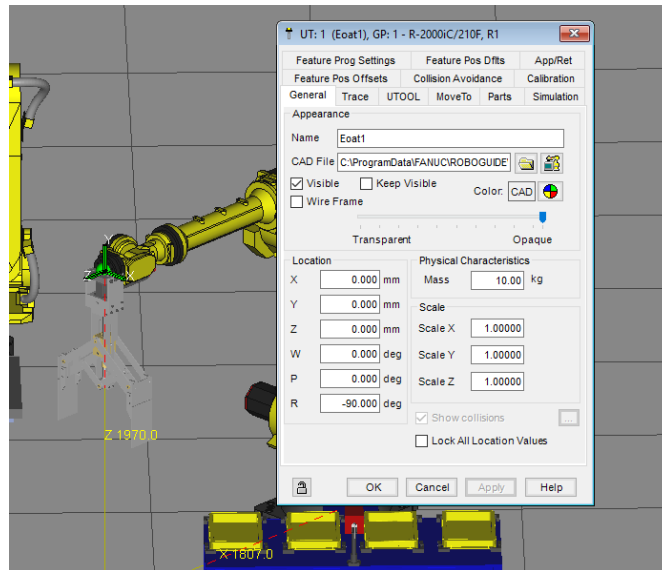 UT: 1 (Eoat1), GP: 1 - R-2000iC/210F, R1
Feature Prog Settings Feature Pos Dflts App/Ret
Feature Pos Offsets Collision Avoidance Calibration
General Trace UTOOL MoveTo Parts Simulation
Appearance
Name Eoat1
CAD File C:\ProgramData\FANUC\ROBOGUIDE\
Visible Keep Visible Color: CAD
Wire Frame
Transparent Opaque
Location Physical Characteristics
X 0.000 mm Mass 10.00 kg
Y 0.000 mm Scale
Z 0.000 mm Scale X 1.00000
W 0.000 deg Scale Y 1.00000
P 0.000 deg Scale Z 1.00000
R -90.000 deg
Show collisions ...
Lock All Location Values
OK Cancel Apply Help
Y
Z X
Z 1970.0
X 1807.0